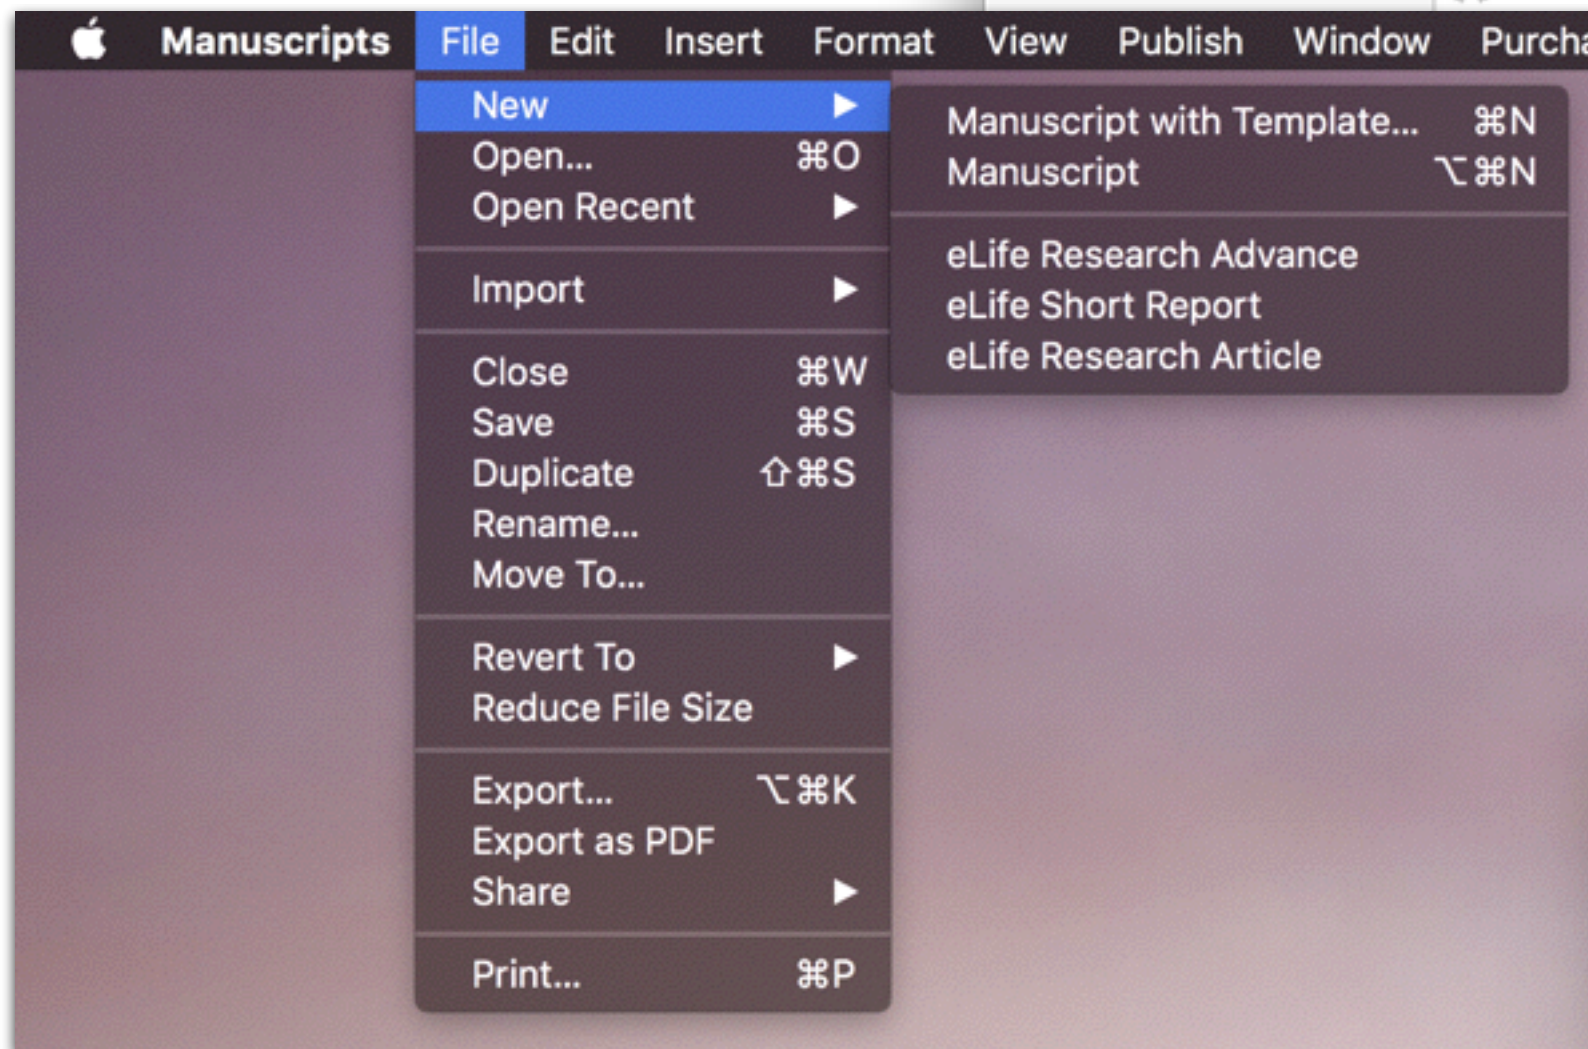 Manuscripts File Edit Insert Format View Publish Window Purcha
New ▶
Open... ⌘O
Open Recent ▶
Import ▶
Close ⌘W
Save ⌘S
Duplicate ⇧⌘S
Rename...
Move To...
Revert To ▶
Reduce File Size
Export... ⌥⌘K
Export as PDF
Share ▶
Print... ⌘P
Manuscript with Template... ⌘N
Manuscript ⌥⌘N
eLife Research Advance
eLife Short Report
eLife Research Article